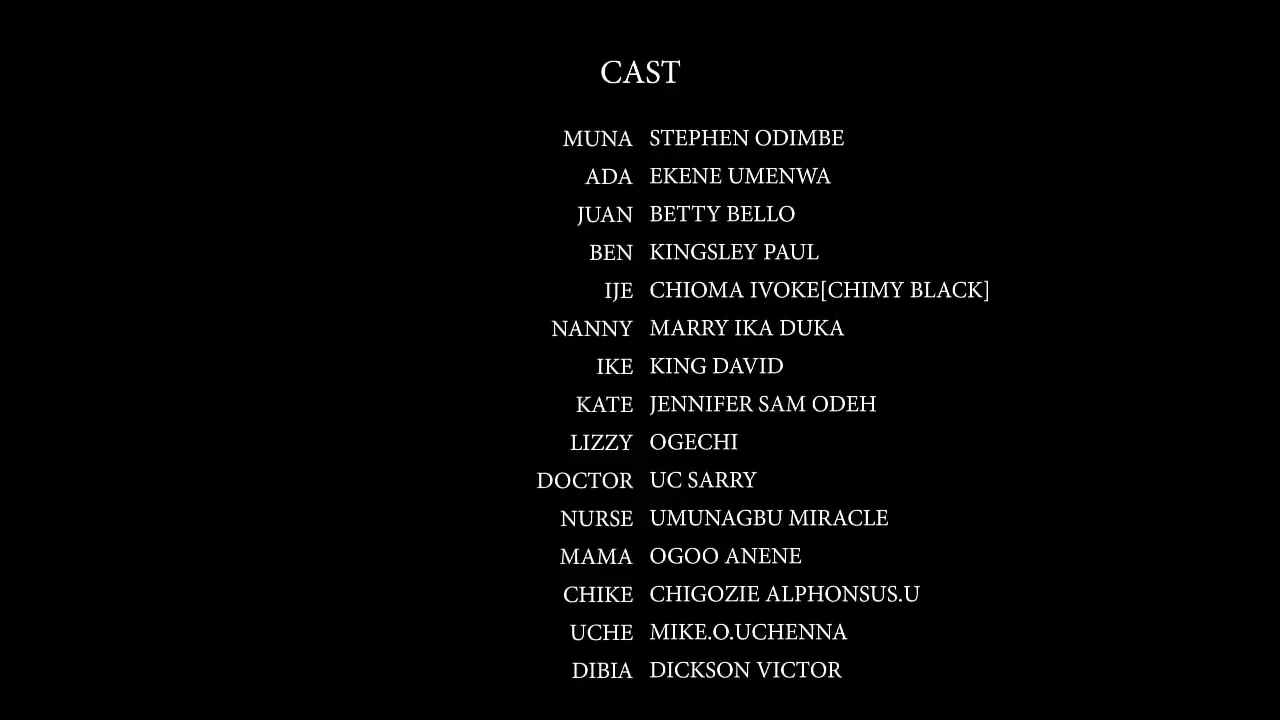 CAST
MUNA STEPHEN ODIMBE
ADA EKENE UMENWA
JUAN BETTY BELLO
BEN KINGSLEY PAUL
IJE CHIOMA IVOKE[CHIMY BLACK]
NANNY MARRY IKA DUKA
IKE KING DAVID
KATE JENNIFER SAM ODEH
LIZZY OGECHI
DOCTOR UC SARRY
NURSE UMUNAGBU MIRACLE
MAMA OGOO ANENE
CHIKE CHIGOZIE ALPHONSUS.U
UCHE MIKE.O.UCHENNA
DIBIA DICKSON VICTOR